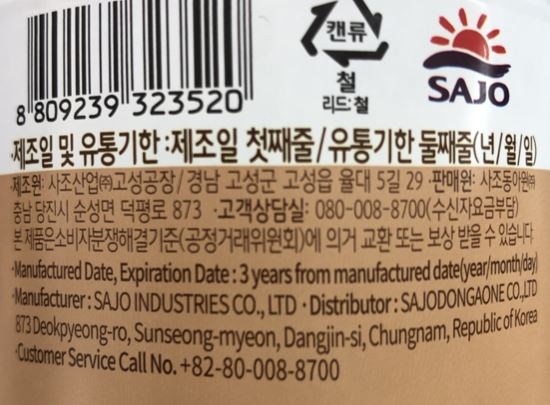 캔류
철
리드:철
SAJO
8 809239 323520
·제조일 및 유통기한 :제조일 첫째줄/유통기한 둘째줄(년/월/일)
·제조원: 사조산업㈜고성공장/경남 고성군 고성읍 율대 5길 29 ·판매원: 사조동아원㈜
충남 당진시 순성면 덕평로 873 ·고객상담실: 080-008-8700(수신자요금부담)
본 제품은소비자분쟁해결기준(공정거래위원회)에 의거 교환 또는 보상 받을 수 있습니다
·Manufactured Date, Expiration Date : 3 years from manufactured date(year/month/day)
·Manufacturer : SAJO INDUSTRIES CO., LTD ·Distributor : SAJODONGAONE CO.,LTD
873 Deokpyeong-ro, Sunseong-myeon, Dangjin-si, Chungnam, Republic of Korea
·Customer Service Call No. +82-80-008-8700